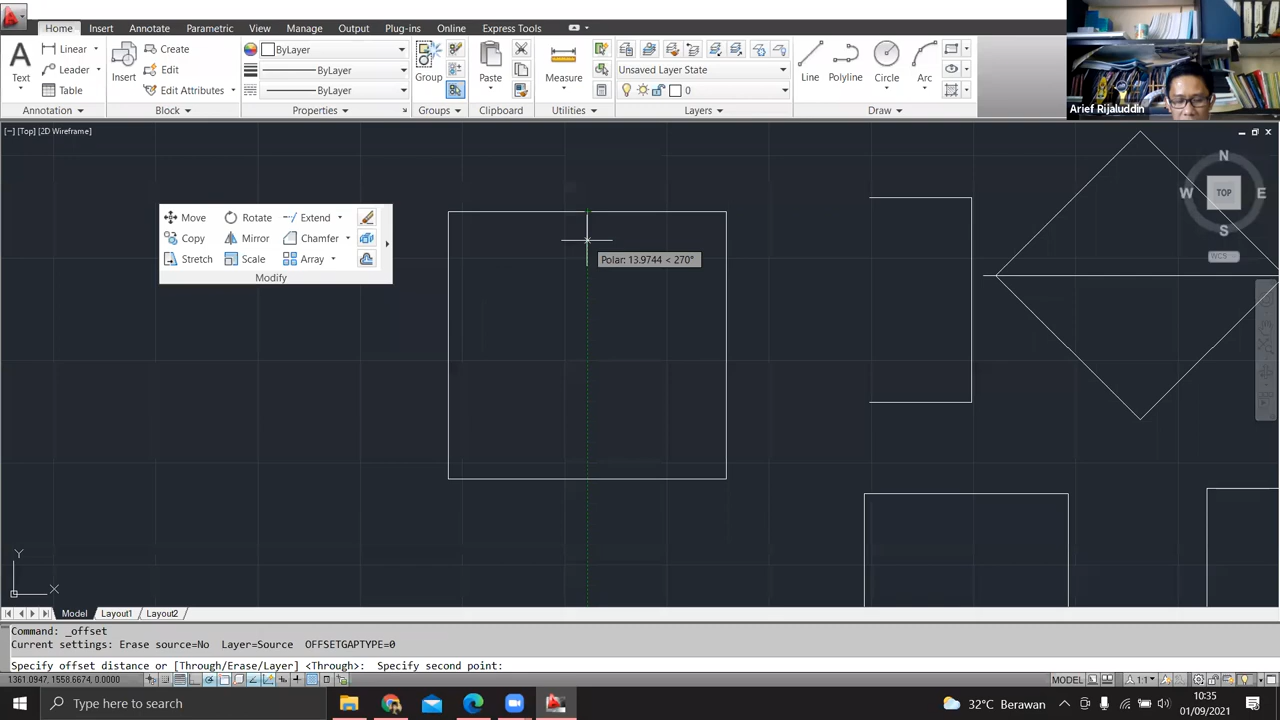 Home Insert Annotate Parametric View Manage Output Plug-ins Online Express Tools
Text Linear Leader Table
Annotation
Insert Create Edit Edit Attributes
Block
ByLayer
ByLayer
ByLayer
Properties
Group
Groups
Paste
Clipboard
Measure
Utilities
Unsaved Layer State
0
Layers
Line Polyline Circle Arc
Draw
Arief Rijaluddin
[−] [Top] [2D Wireframe]
N
W TOP E
S
WCS
Move Rotate Extend
Copy Mirror Chamfer
Stretch Scale Array
Modify
Polar: 13.9744 < 270°
Y
X
Model Layout1 Layout2
Command: _offset
Current settings: Erase source=No Layer=Source OFFSETGAPTYPE=0
Specify offset distance or [Through/Erase/Layer] <Through>: Specify second point:
1361.0947, 1558.6674, 0.0000 MODEL 1:1
Type here to search 32°C Berawan 10:35
01/09/2021